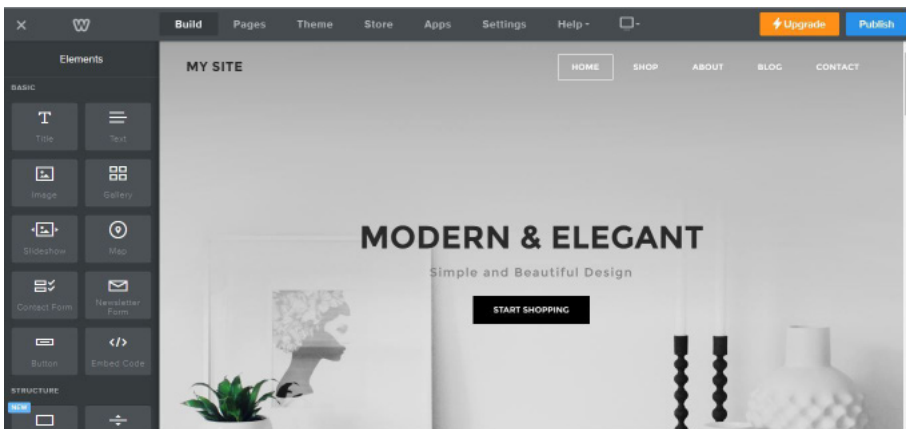 Build Pages Theme Store Apps Settings Help Upgrade Publish
Elements
BASIC
Title Text
Image Gallery
Slideshow Map
Contact Form Newsletter Form
Button Embed Code
STRUCTURE
NEW
MY SITE
HOME SHOP ABOUT BLOG CONTACT
MODERN & ELEGANT
Simple and Beautiful Design
START SHOPPING